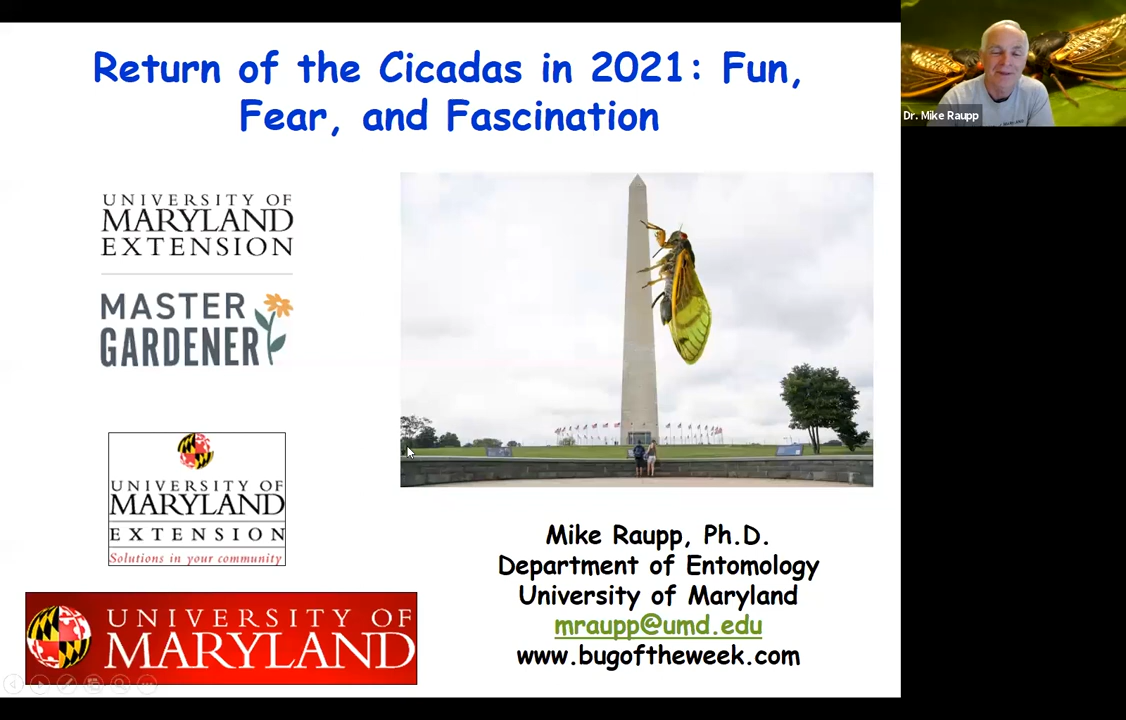 Return of the Cicadas in 2021: Fun,
Fear, and Fascination
Dr. Mike Raupp
UNIVERSITY OF
MARYLAND
EXTENSION
MASTER
GARDENER
UNIVERSITY OF
MARYLAND
EXTENSION
Solutions in your community
UNIVERSITY OF
MARYLAND
Mike Raupp, Ph.D.
Department of Entomology
University of Maryland
mraupp@umd.edu
www.bugoftheweek.com